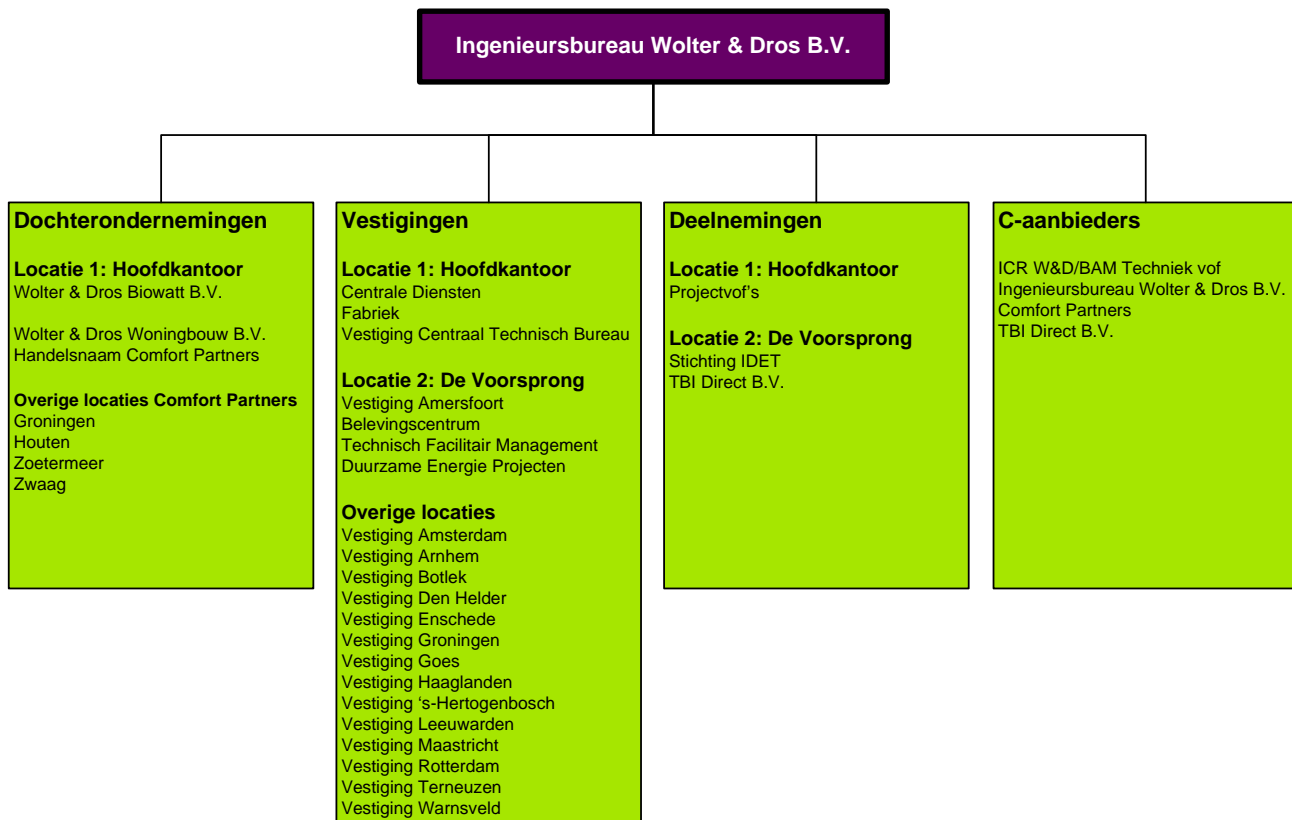 Ingenieursbureau Wolter & Dros B.V.
Dochterondernemingen
Locatie 1: Hoofdkantoor
Wolter & Dros Biowatt B.V.
Wolter & Dros Woningbouw B.V.
Handelsnaam Comfort Partners
Overige locaties Comfort Partners
Groningen
Houten
Zoetermeer
Zwaag
Vestigingen
Locatie 1: Hoofdkantoor
Centrale Diensten
Fabriek
Vestiging Centraal Technisch Bureau
Locatie 2: De Voorsprong
Vestiging Amersfoort
Belevingscentrum
Technisch Facilitair Management
Duurzame Energie Projecten
Overige locaties
Vestiging Amsterdam
Vestiging Arnhem
Vestiging Botlek
Vestiging Den Helder
Vestiging Enschede
Vestiging Groningen
Vestiging Goes
Vestiging Haaglanden
Vestiging ‘s-Hertogenbosch
Vestiging Leeuwarden
Vestiging Maastricht
Vestiging Rotterdam
Vestiging Terneuzen
Vestiging Warnsveld
Deelnemingen
Locatie 1: Hoofdkantoor
Projectvof's
Locatie 2: De Voorsprong
Stichting IDET
TBI Direct B.V.
C-aanbieders
ICR W&D/BAM Techniek vof
Ingenieursbureau Wolter & Dros B.V.
Comfort Partners
TBI Direct B.V.